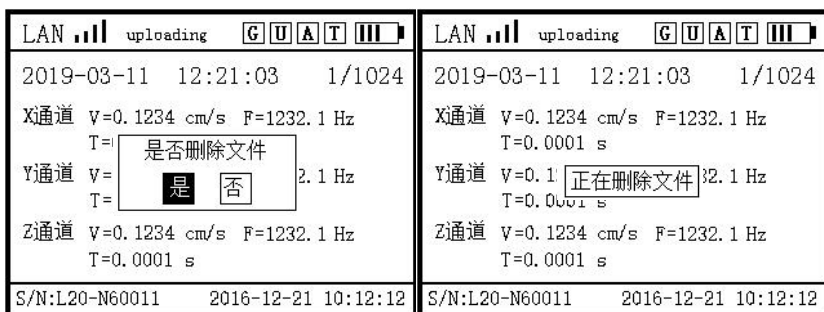 LAN uploading G U A T
2019-03-11 12:21:03 1/1024
X通道 V=0.1234 cm/s F=1232.1 Hz
T=
是否删除文件
Y通道 V= 2.1 Hz
是 否
T=
Z通道 V=0.1234 cm/s F=1232.1 Hz
T=0.0001 s
S/N:L20-N60011 2016-12-21 10:12:12
LAN uploading G U A T
2019-03-11 12:21:03 1/1024
X通道 V=0.1234 cm/s F=1232.1 Hz
T=0.0001 s
Y通道 V=0.1 2.1 Hz
正在删除文件
T=0.0001 s
Z通道 V=0.1234 cm/s F=1232.1 Hz
T=0.0001 s
S/N:L20-N60011 2016-12-21 10:12:12